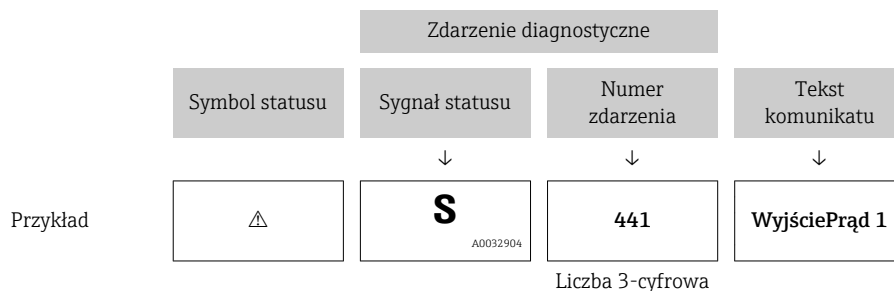 Zdarzenie diagnostyczne
Symbol statusu
Sygnał statusu
Numer
zdarzenia
Tekst
komunikatu
↓ ↓ ↓
Przykład
⚠
S
A0032904
441
WyjściePrąd 1
Liczba 3-cyfrowa